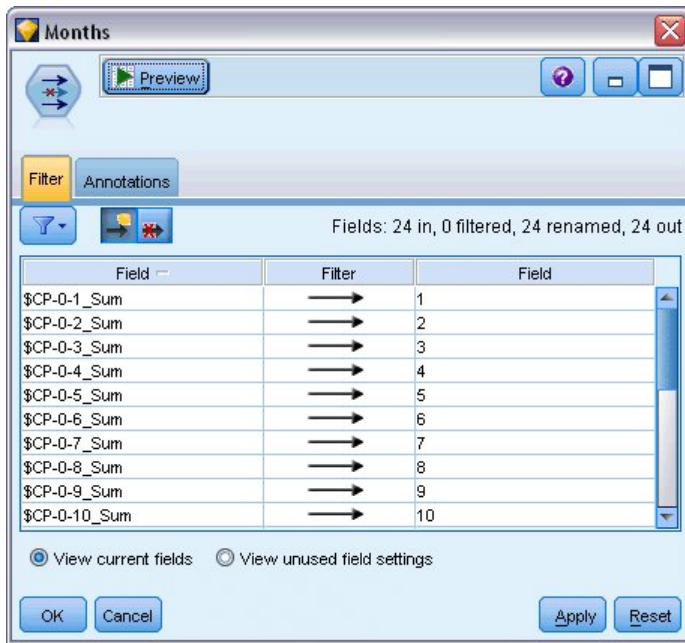 Months
Preview
Filter Annotations
Fields: 24 in, 0 filtered, 24 renamed, 24 out
Field Filter Field
$CP-0-1_Sum 1
$CP-0-2_Sum 2
$CP-0-3_Sum 3
$CP-0-4_Sum 4
$CP-0-5_Sum 5
$CP-0-6_Sum 6
$CP-0-7_Sum 7
$CP-0-8_Sum 8
$CP-0-9_Sum 9
$CP-0-10_Sum 10
View current fields View unused field settings
OK Cancel Apply Reset